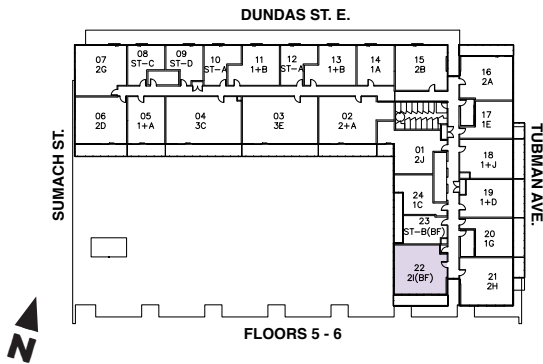 DUNDAS ST. E.
07
2G
08
ST-C
09
ST-D
10
ST-A
11
1+B
12
ST-A
13
1+B
14
1A
15
2B
16
2A
17
1E
06
2D
05
1+A
04
3C
03
3E
02
2+A
01
2J
18
1+J
19
1+D
24
1C
23
ST-B(BF)
20
1G
22
2I(BF)
21
2H
SUMACH ST.
TUBMAN AVE.
N
FLOORS 5 - 6